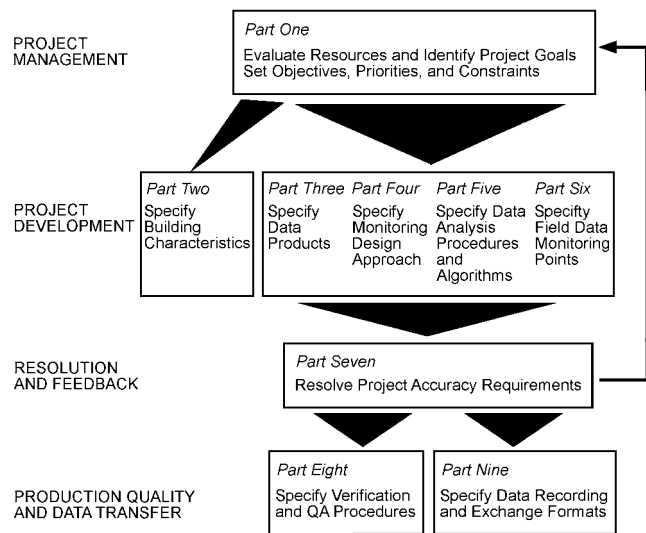 PROJECT
MANAGEMENT
Part One
Evaluate Resources and Identify Project Goals
Set Objectives, Priorities, and Constraints
PROJECT
DEVELOPMENT
Part Two
Specify
Building
Characteristics
Part Three
Specify
Data
Products
Part Four
Specify
Monitoring
Design
Approach
Part Five
Specify Data
Analysis
Procedures
and
Algorithms
Part Six
Specifty
Field Data
Monitoring
Points
RESOLUTION
AND FEEDBACK
Part Seven
Resolve Project Accuracy Requirements
PRODUCTION QUALITY
AND DATA TRANSFER
Part Eight
Specify Verification
and QA Procedures
Part Nine
Specify Data Recording
and Exchange Formats